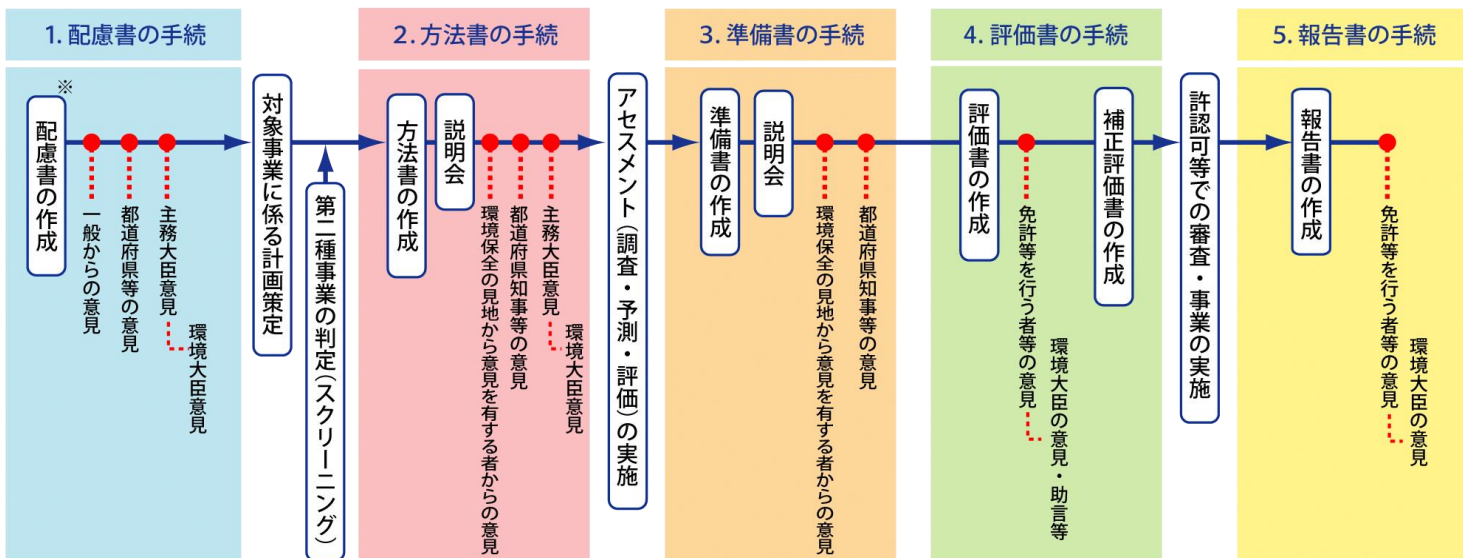 1. 配慮書の手続
※
配慮書の作成
一般からの意見
都道府県等の意見
主務大臣意見
環境大臣意見
対象事業に係る計画策定
第二種事業の判定(スクリーニング)
2. 方法書の手続
方法書の作成
説明会
環境保全の見地から意見を有する者からの意見
都道府県知事等の意見
主務大臣意見
環境大臣意見
アセスメント(調査・予測・評価)の実施
3. 準備書の手続
準備書の作成
説明会
環境保全の見地から意見を有する者からの意見
都道府県知事等の意見
4. 評価書の手続
評価書の作成
免許等を行う者等の意見
環境大臣の意見・助言等
補正評価書の作成
許認可等での審査・事業の実施
5. 報告書の手続
報告書の作成
免許等を行う者等の意見
環境大臣の意見